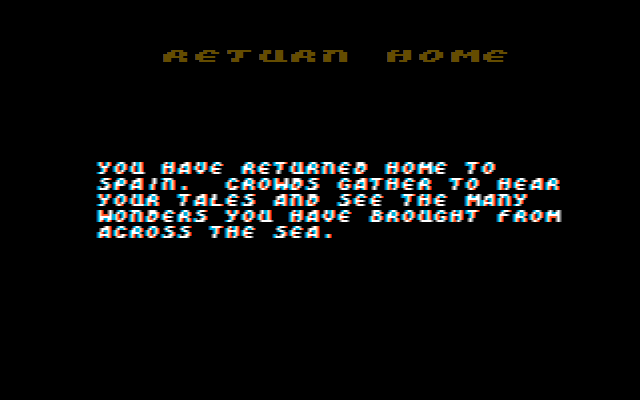 RETURN HOME
YOU HAVE RETURNED HOME TO
SPAIN.  CROWDS GATHER TO HEAR
YOUR TALES AND SEE THE MANY
WONDERS YOU HAVE BROUGHT FROM
ACROSS THE SEA.